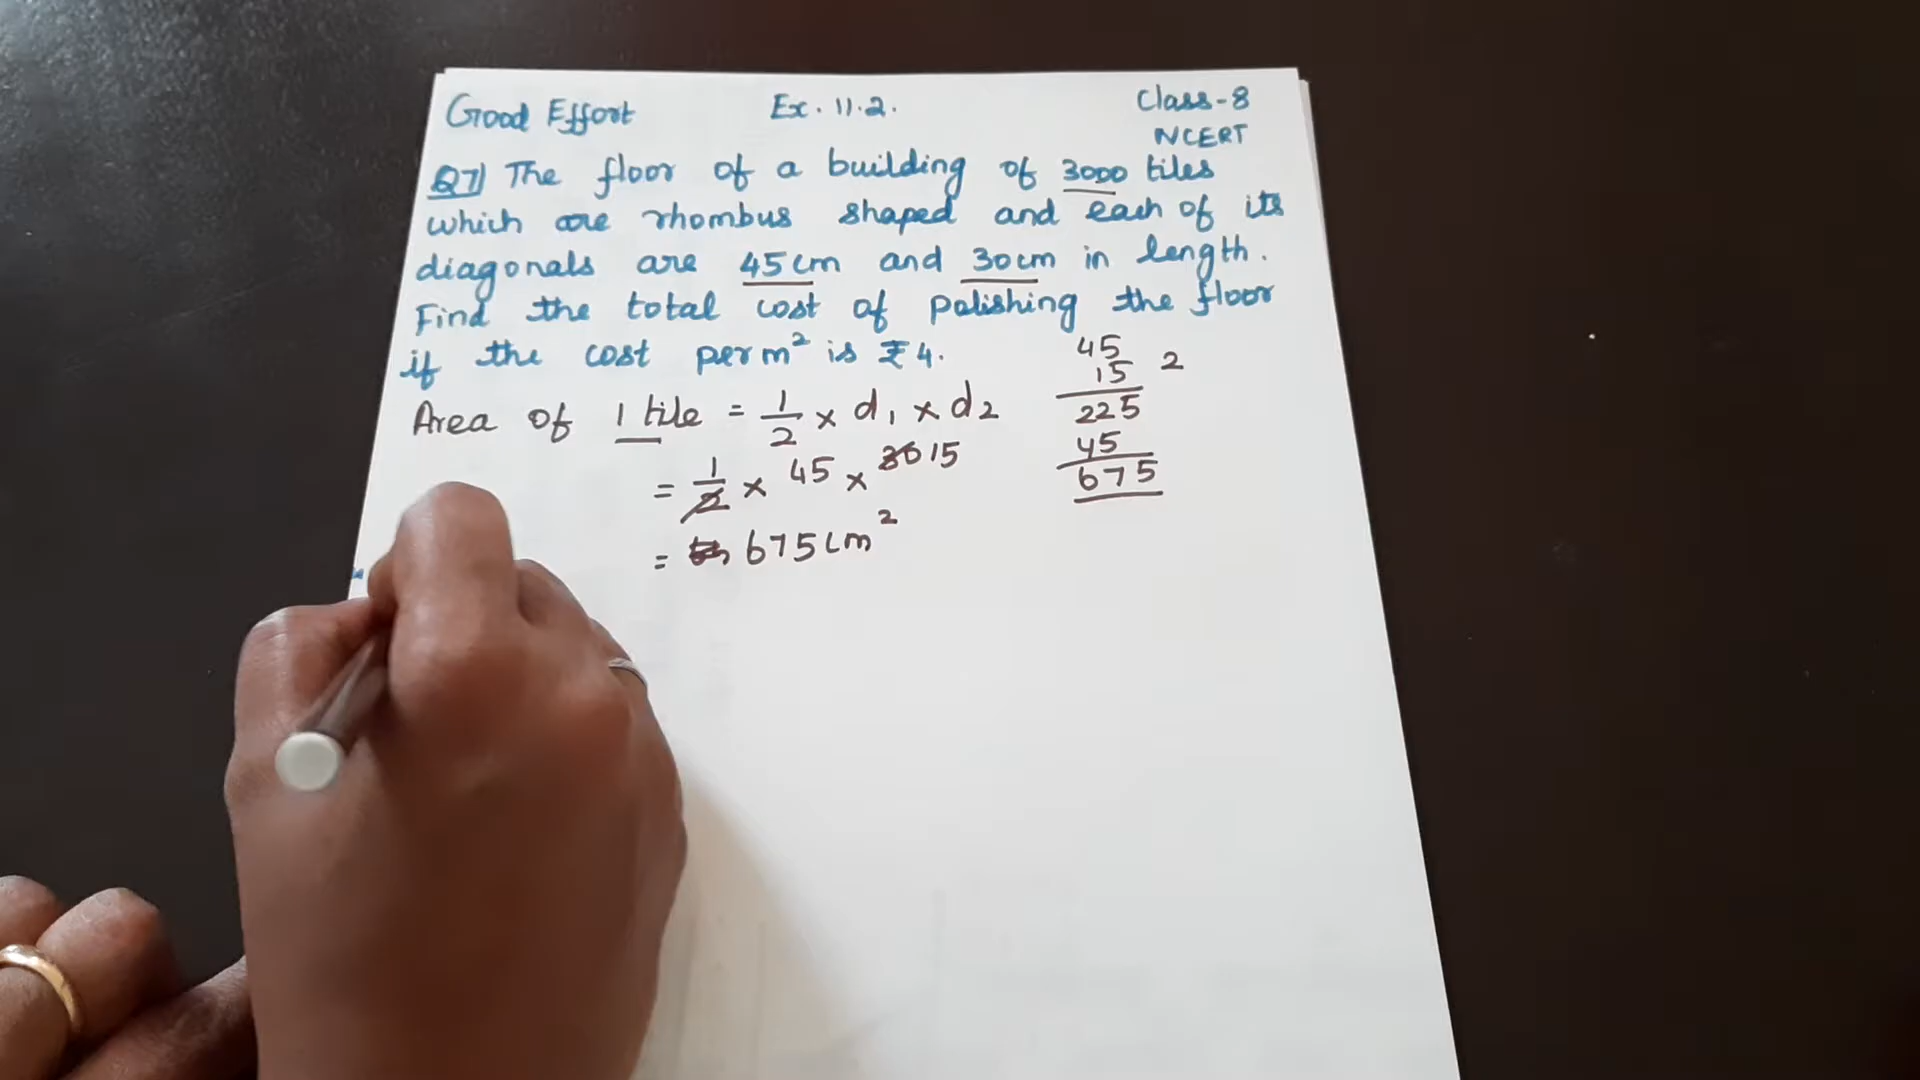 Good Effort Ex. 11.2. Class-8
NCERT
Q7) The floor of a building of 3000 tiles
which are rhombus shaped and each of its
diagonals are 45cm and 30cm in length.
Find the total cost of polishing the floor
if the cost per m² is ₹4.
Area of 1 tile = 1/2 × d₁ × d₂
= 1/2 × 45 × 30 15
= 675cm²
45
15 2
225
45
675